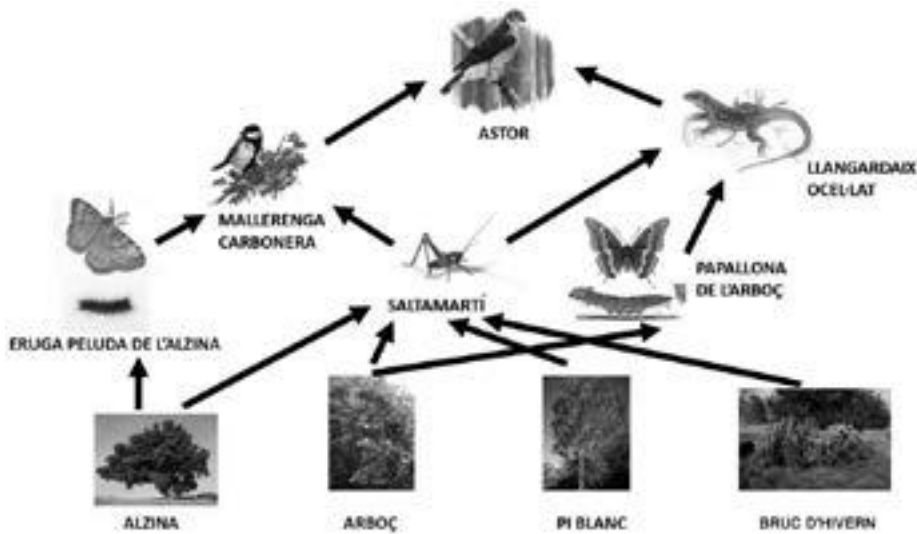 ASTOR
LLANGARDAIX
OCEL·LAT
MALLERENGA
CARBONERA
PAPALLONA
DE L'ARBOÇ
SALTAMARTÍ
ERUGA PELUDA DE L'ALZINA
ALZINA
ARBOÇ
PI BLANC
BRUC D'HIVERN